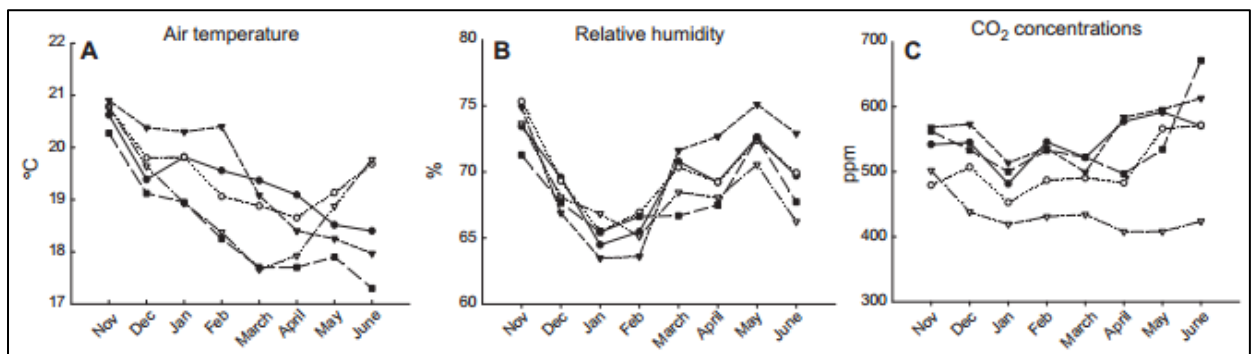 A Air temperature
22
21
20
19
18
17
°C
Nov Dec Jan Feb March April May June
B Relative humidity
80
75
70
65
60
%
Nov Dec Jan Feb March April May June
C CO₂ concentrations
700
600
500
400
300
ppm
Nov Dec Jan Feb March April May June